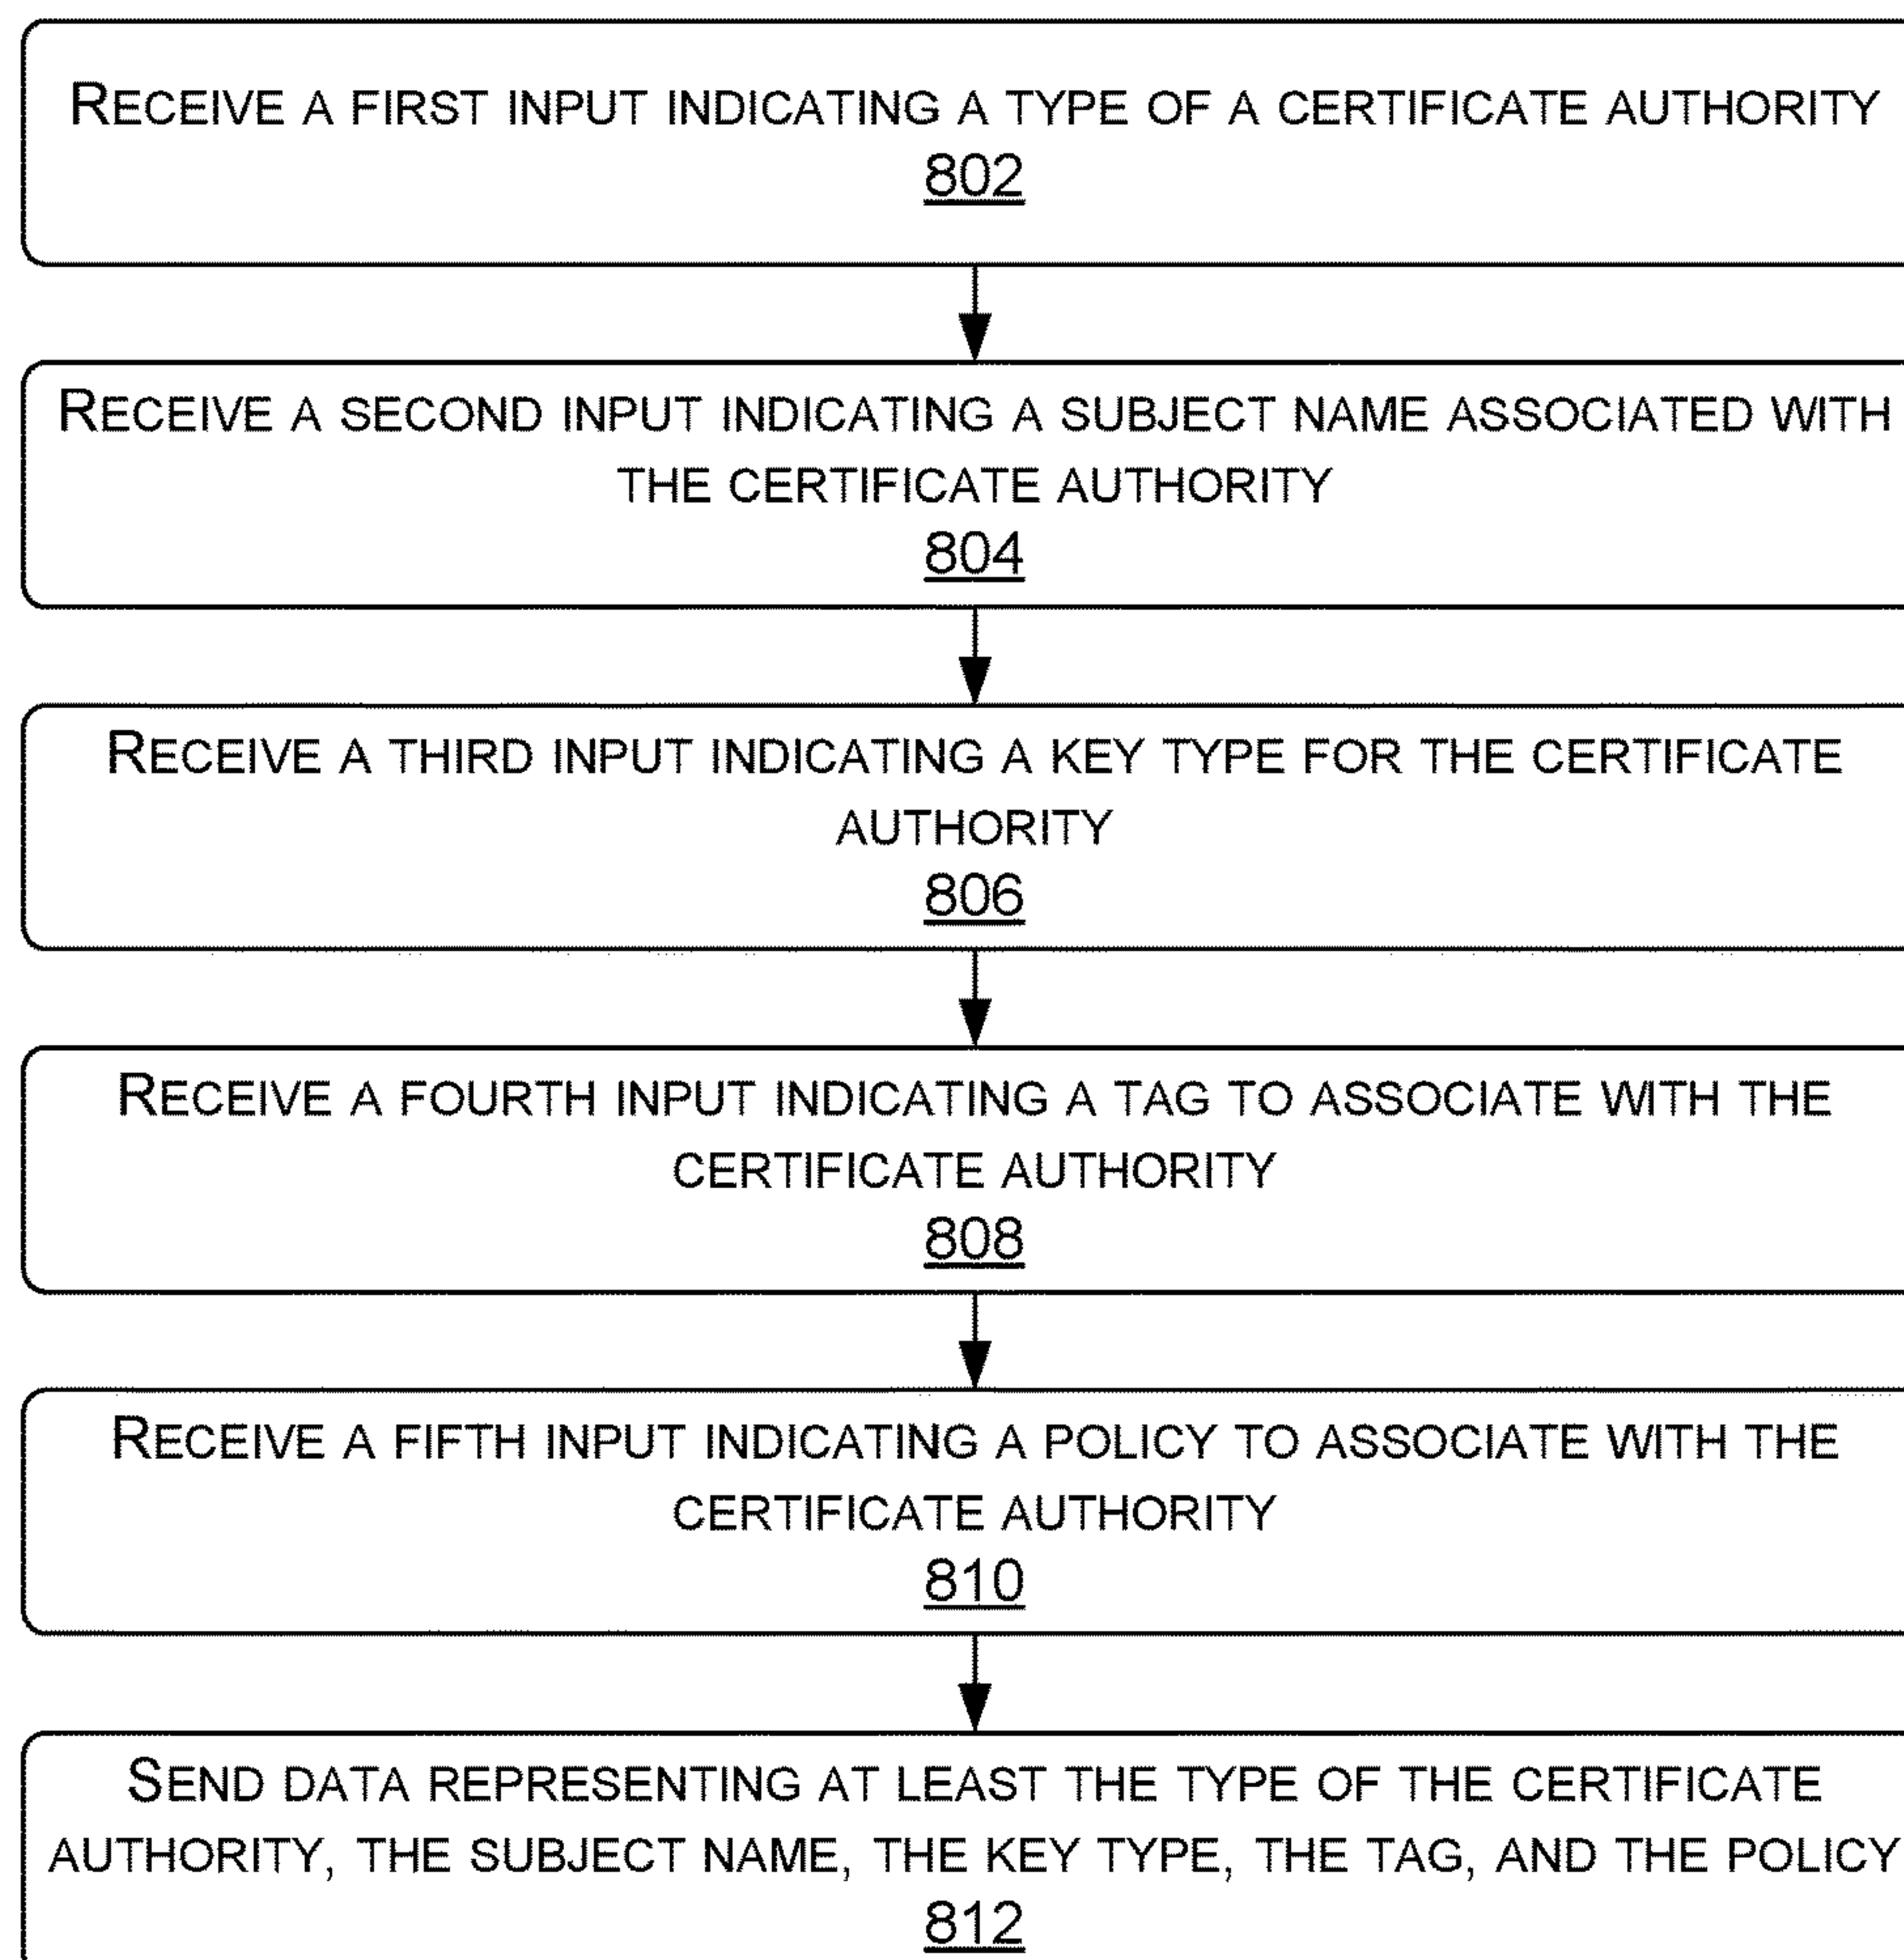 RECEIVE A FIRST INPUT INDICATING A TYPE OF A CERTIFICATE AUTHORITY
802
RECEIVE A SECOND INPUT INDICATING A SUBJECT NAME ASSOCIATED WITH
THE CERTIFICATE AUTHORITY
804
RECEIVE A THIRD INPUT INDICATING A KEY TYPE FOR THE CERTIFICATE
AUTHORITY
806
RECEIVE A FOURTH INPUT INDICATING A TAG TO ASSOCIATE WITH THE
CERTIFICATE AUTHORITY
808
RECEIVE A FIFTH INPUT INDICATING A POLICY TO ASSOCIATE WITH THE
CERTIFICATE AUTHORITY
810
SEND DATA REPRESENTING AT LEAST THE TYPE OF THE CERTIFICATE
AUTHORITY, THE SUBJECT NAME, THE KEY TYPE, THE TAG, AND THE POLICY
812